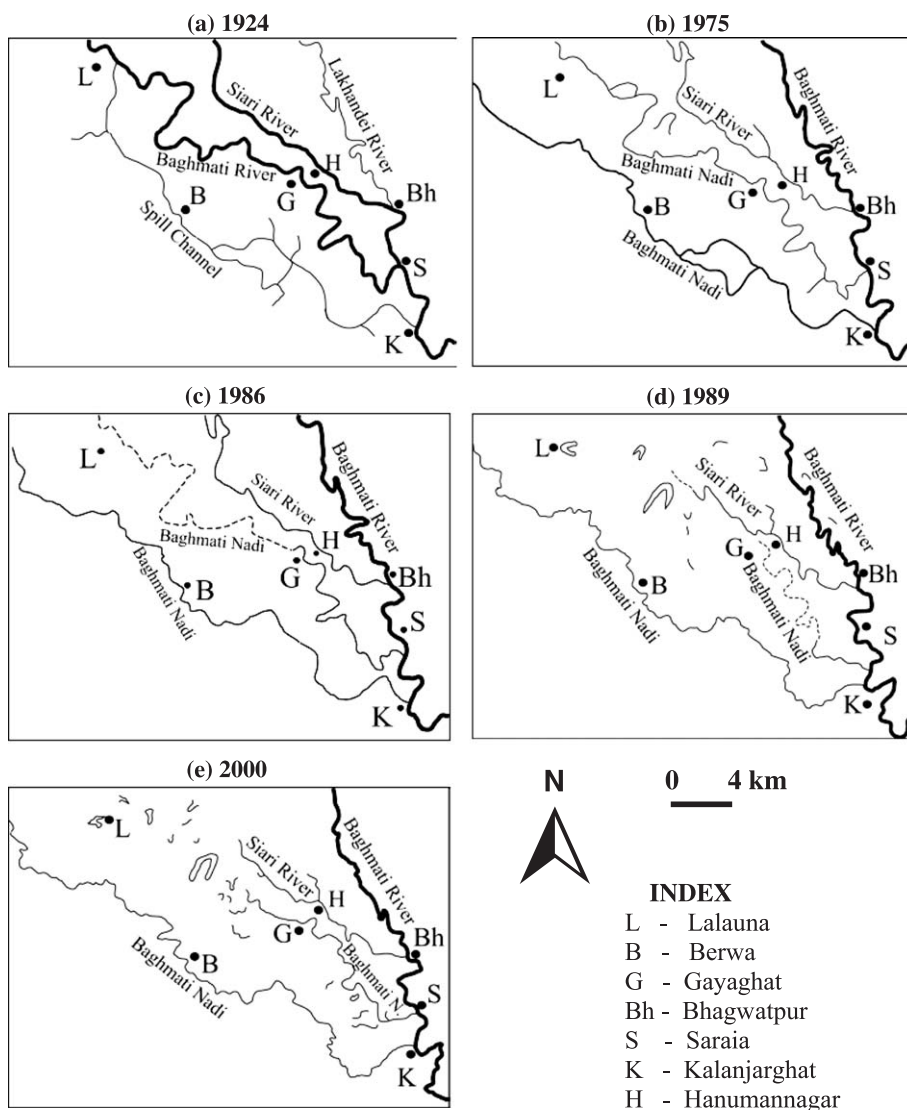 (a) 1924
L
Siari River
Lakhandei River
Baghmati River
H
G
B
Bh
Spill Channel
S
K
(b) 1975
L
Siari River
Baghmati River
Baghmati Nadi
H
G
B
Bh
Baghmati Nadi
S
K
(c) 1986
L
Siari River
Baghmati River
Baghmati Nadi
H
G
Bh
B
Baghmati Nadi
S
K
(d) 1989
L
Siari River
Baghmati River
H
G
Bh
B
Baghmati Nadi
Baghmati Nadi
S
K
(e) 2000
L
Siari River
Baghmati River
H
G
Bh
B
Baghmati N.
Baghmati Nadi
S
K
N
0 4 km
INDEX
L - Lalauna
B - Berwa
G - Gayaghat
Bh - Bhagwatpur
S - Saraia
K - Kalanjarghat
H - Hanumannagar